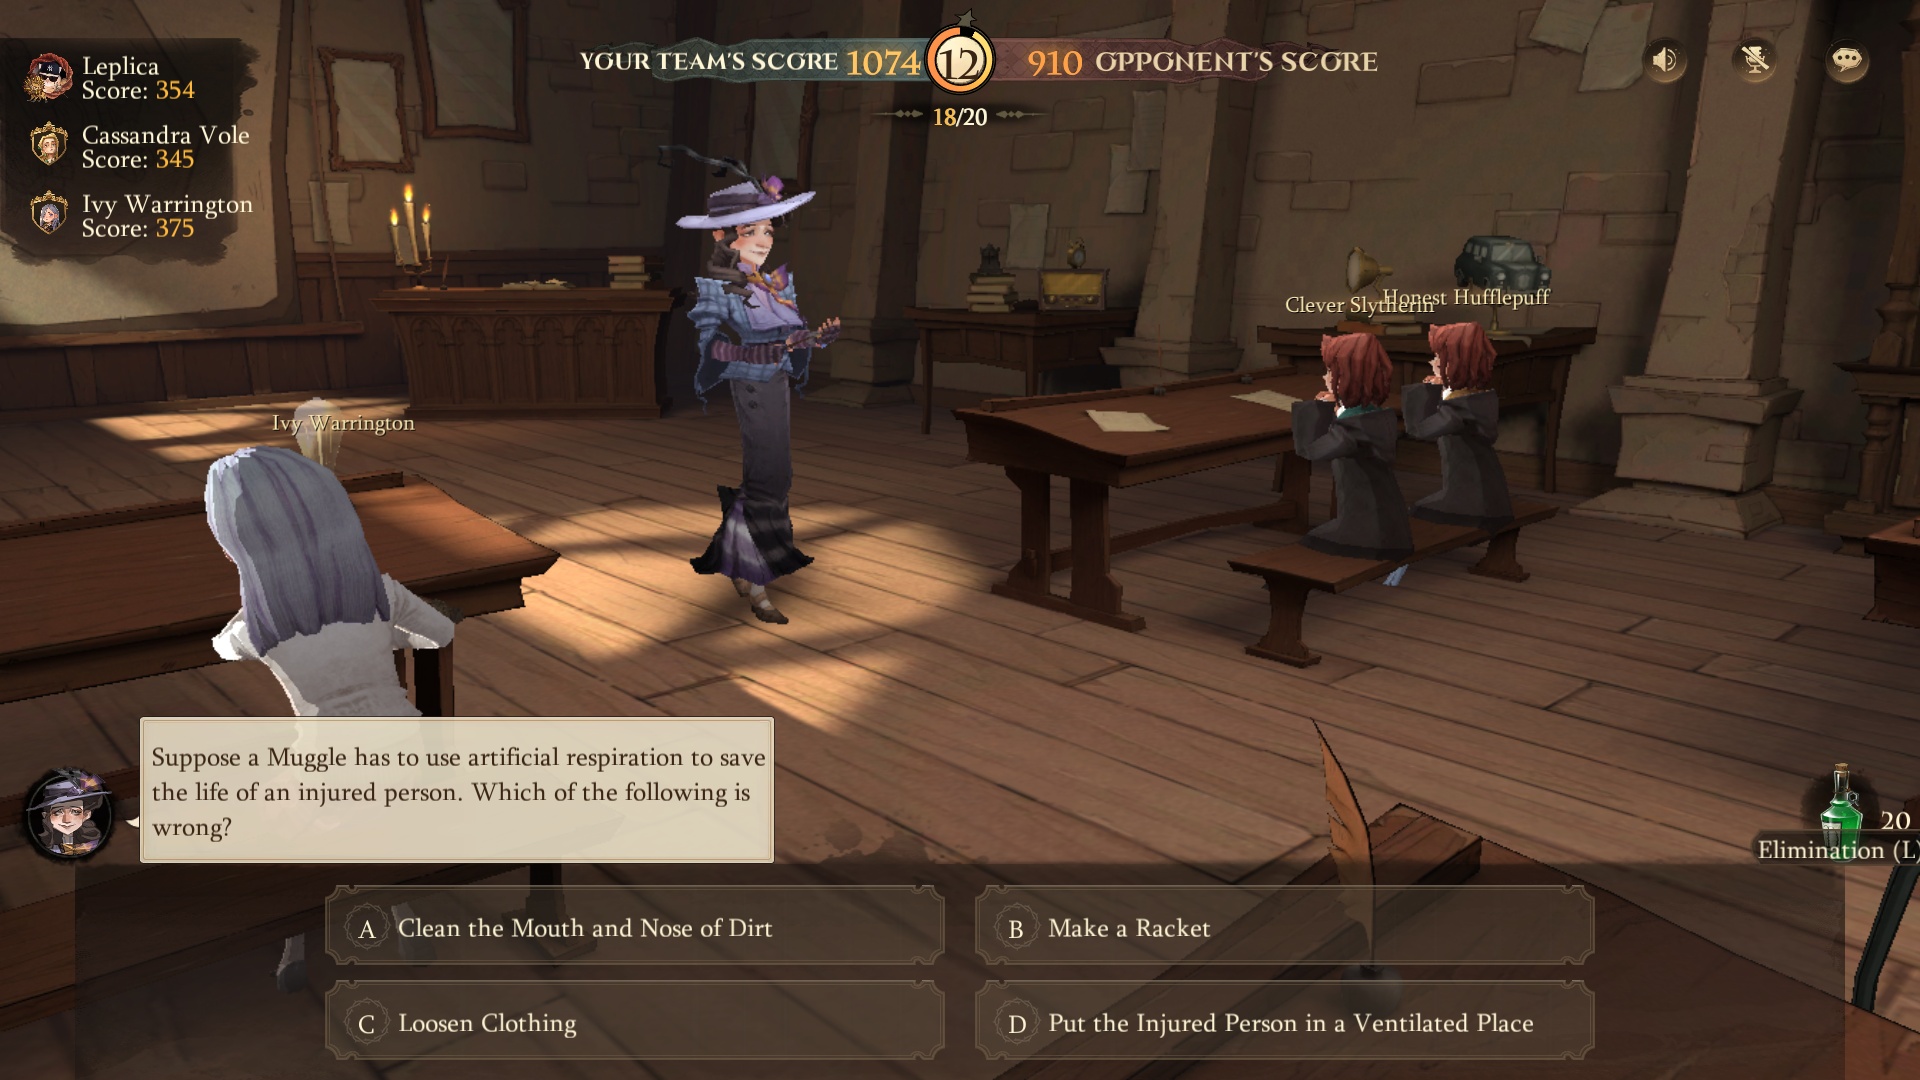 YOUR TEAM'S SCORE 1074 12 910 OPPONENT'S SCORE
18/20
Leplica
Score: 354
Cassandra Vole
Score: 345
Ivy Warrington
Score: 375
Clever Slytherin
Honest Hufflepuff
Ivy Warrington
Suppose a Muggle has to use artificial respiration to save
the life of an injured person. Which of the following is
wrong?
20
Elimination (L)
A Clean the Mouth and Nose of Dirt
B Make a Racket
C Loosen Clothing
D Put the Injured Person in a Ventilated Place